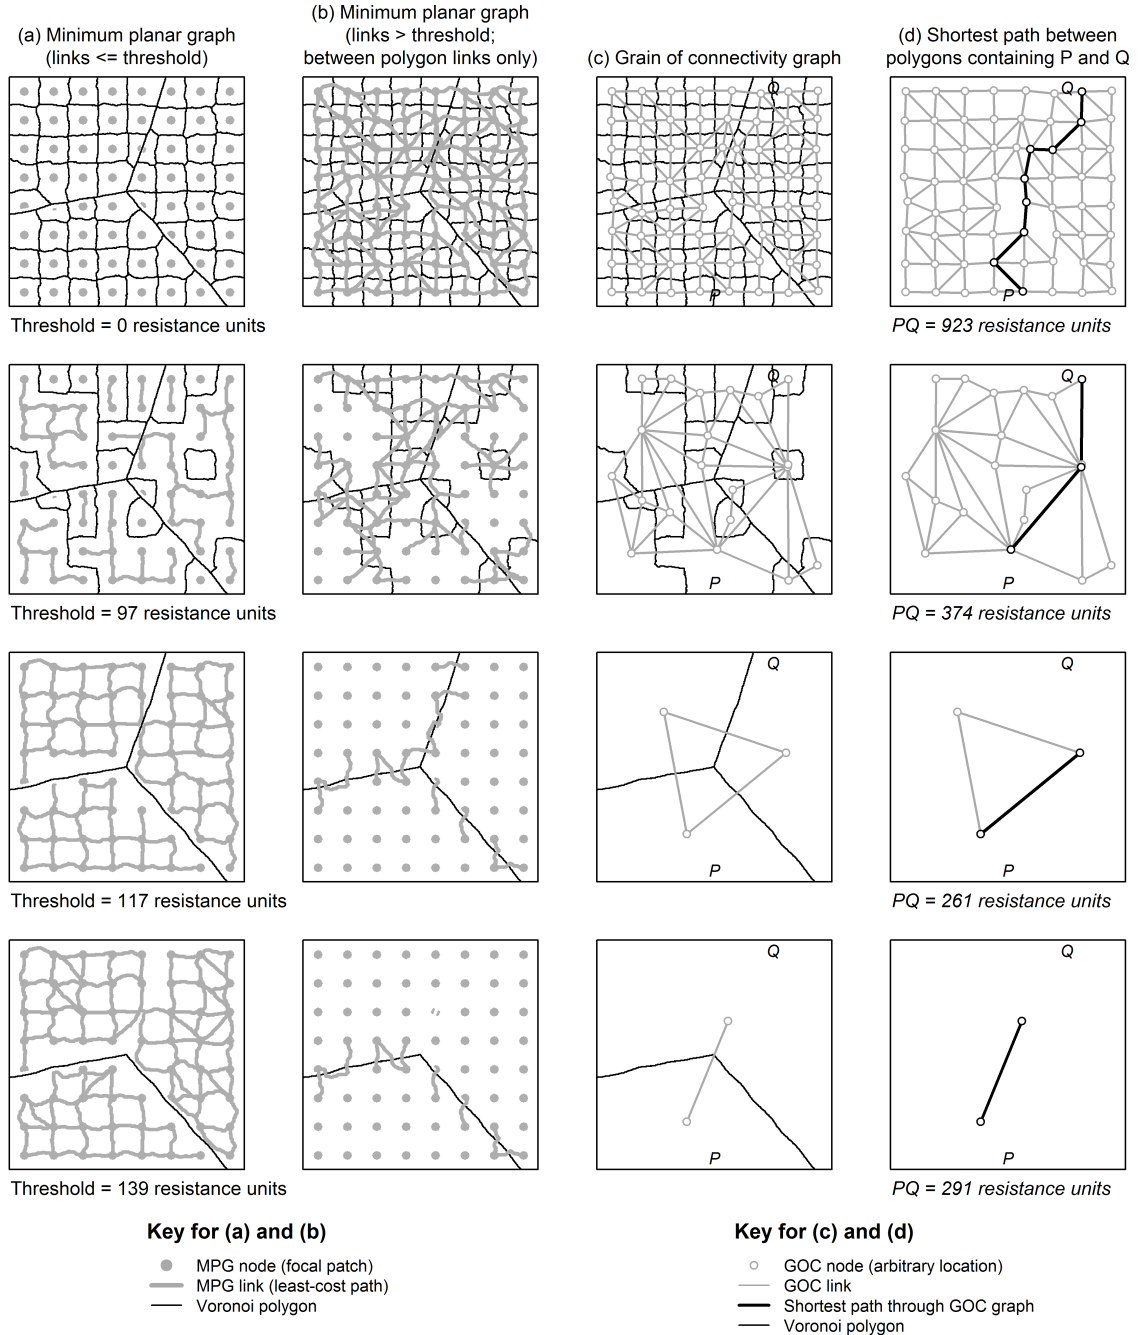 (a) Minimum planar graph
(links <= threshold)
(b) Minimum planar graph
(links > threshold;
between polygon links only)
(c) Grain of connectivity graph
(d) Shortest path between
polygons containing P and Q
Q
P
Q
P
Threshold = 0 resistance units
PQ = 923 resistance units
Q
P
Q
P
Threshold = 97 resistance units
PQ = 374 resistance units
Q
P
Q
P
Threshold = 117 resistance units
PQ = 261 resistance units
Q
P
Q
P
Threshold = 139 resistance units
PQ = 291 resistance units
Key for (a) and (b)
MPG node (focal patch)
MPG link (least-cost path)
Voronoi polygon
Key for (c) and (d)
GOC node (arbitrary location)
GOC link
Shortest path through GOC graph
Voronoi polygon